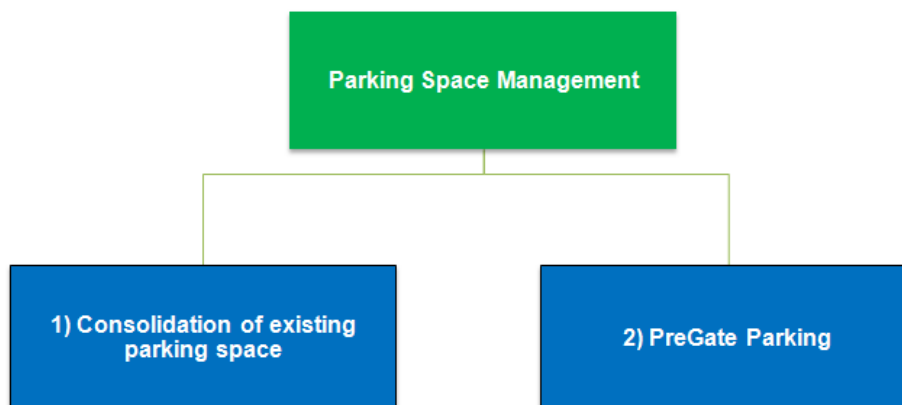 Parking Space Management
1) Consolidation of existing
parking space
2) PreGate Parking